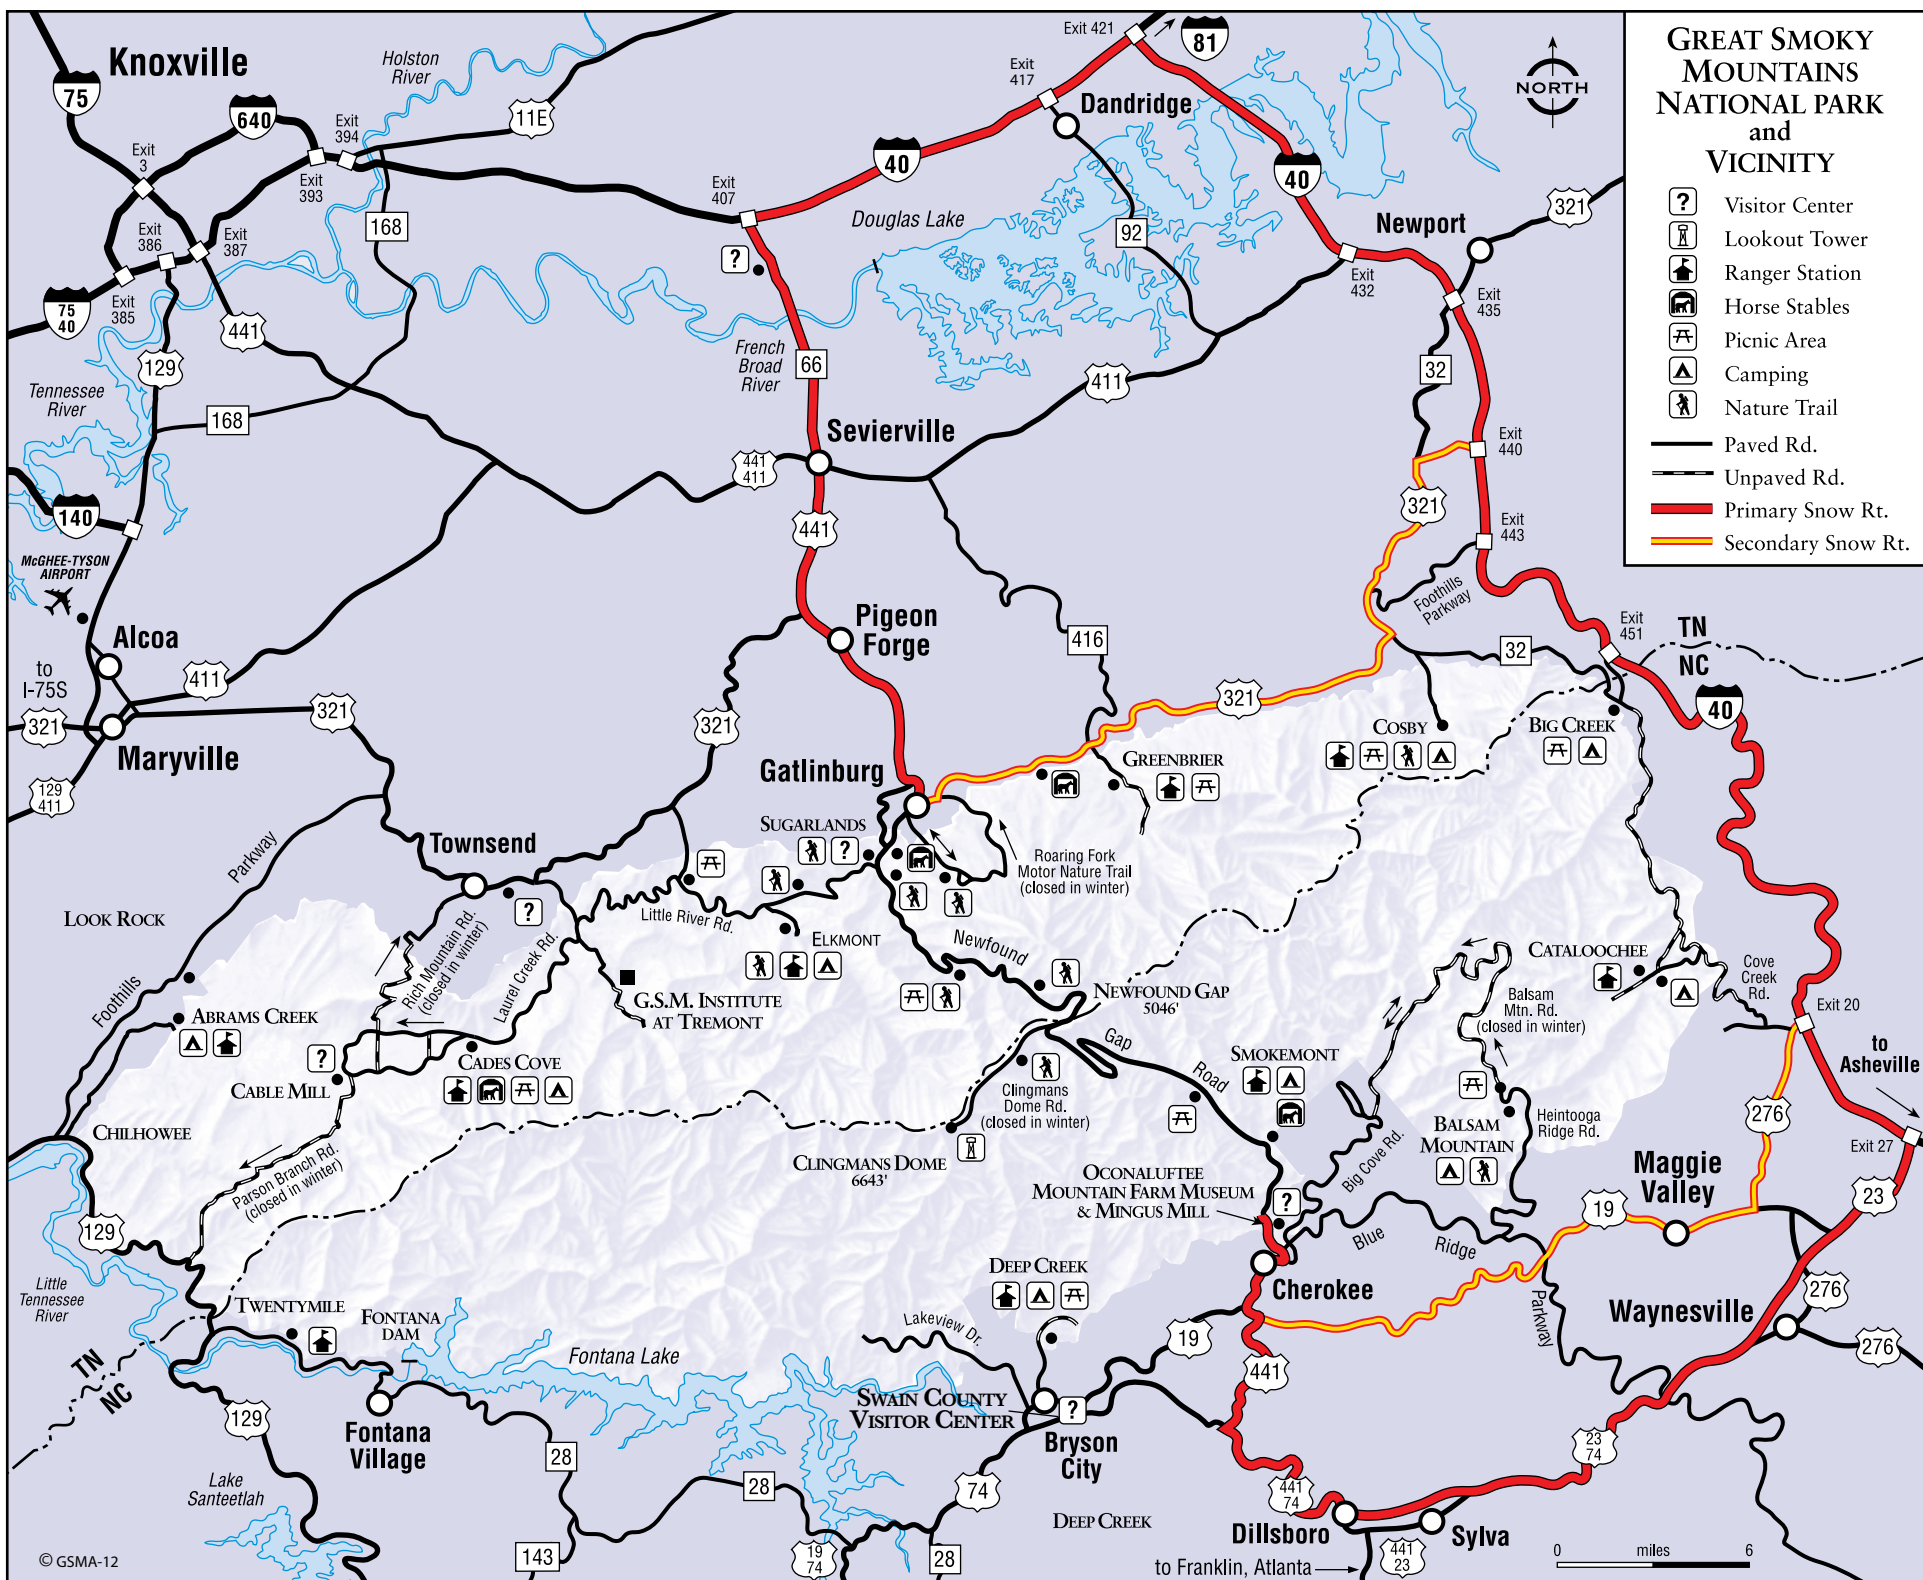 GREAT SMOKY
MOUNTAINS
NATIONAL PARK
and
VICINITY
? Visitor Center
Lookout Tower
Ranger Station
Horse Stables
Picnic Area
Camping
Nature Trail
Paved Rd.
Unpaved Rd.
Primary Snow Rt.
Secondary Snow Rt.
NORTH
Knoxville
75
640
Exit
3
Exit
394
Exit
393
Exit
386
Exit
387
Exit
385
75
40
Holston
River
11E
168
441
129
Tennessee
River
168
140
McGHEE-TYSON
AIRPORT
Alcoa
to
I-75S
321
Maryville
411
321
129
411
Exit
407
?
40
Exit
417
Exit 421
81
Dandridge
Douglas Lake
92
40
Newport
321
Exit
432
Exit
435
32
French
Broad
River
66
411
Sevierville
441
411
441
Exit
440
321
Exit
443
Foothills
Parkway
Pigeon
Forge
416
32
Exit
451
TN
NC
40
321
321
Gatlinburg
COSBY
BIG CREEK
GREENBRIER
SUGARLANDS
?
Roaring Fork
Motor Nature Trail
(closed in winter)
Townsend
?
Parkway
Foothills
LOOK ROCK
Rich Mountain Rd.
(closed in winter)
Laurel Creek Rd.
Little River Rd.
ELKMONT
Newfound
Gap
Road
G.S.M. INSTITUTE
AT TREMONT
NEWFOUND GAP
5046'
ABRAMS CREEK
?
CABLE MILL
CADES COVE
CHILHOWEE
Parson Branch Rd.
(closed in winter)
Clingmans
Dome Rd.
(closed in winter)
CLINGMANS DOME
6643'
SMOKEMONT
CATALOOCHEE
Cove
Creek
Rd.
Balsam
Mtn. Rd.
(closed in winter)
Exit 20
to
Asheville
BALSAM
MOUNTAIN
Heintooga
Ridge Rd.
Big Cove Rd.
276
Exit 27
OCONALUFTEE
MOUNTAIN FARM MUSEUM
& MINGUS MILL
?
Maggie
Valley
19
23
Blue
Ridge
Parkway
129
Little
Tennessee
River
TWENTYMILE
FONTANA
DAM
Fontana Lake
DEEP CREEK
Lakeview Dr.
Cherokee
Waynesville
276
276
19
441
TN
NC
129
Fontana
Village
SWAIN COUNTY
VISITOR CENTER
?
Bryson
City
28
28
74
Lake
Santeetlah
DEEP CREEK
441
74
23
74
Dillsboro
Sylva
© GSMA-12
143
19
74
28
to Franklin, Atlanta
441
23
0 miles 6